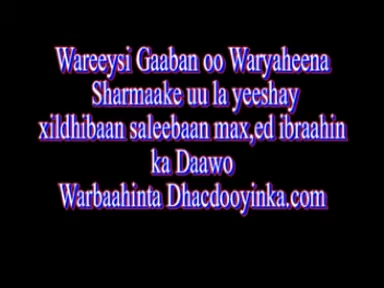 Wareeysi Gaaban oo Waryaheena
Sharmaake uu la yeeshay
xildhibaan saleebaan max,ed ibraahin
ka Daawo
Warbaahinta Dhacdooyinka.com